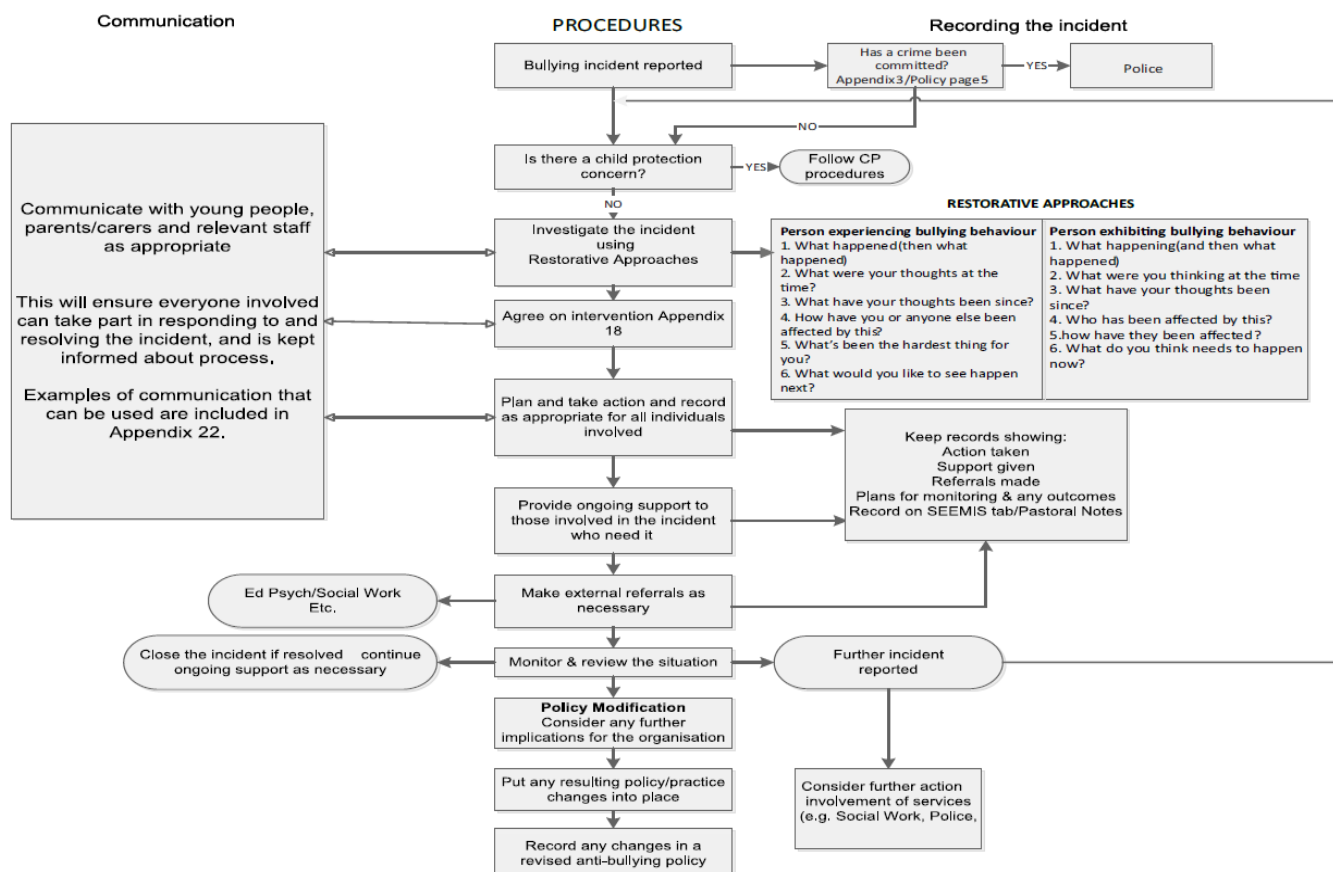 Communication
PROCEDURES
Recording the incident
Bullying incident reported
Has a crime been
committed?
Appendix3/Policy page5
YES
Police
NO
Is there a child protection
concern?
YES
Follow CP
procedures
NO
Communicate with young people,
parents/carers and relevant staff
as appropriate
This will ensure everyone involved
can take part in responding to and
resolving the incident, and is kept
informed about process.
Examples of communication that
can be used are included in
Appendix 22.
Investigate the incident
using
Restorative Approaches
RESTORATIVE APPROACHES
Person experiencing bullying behaviour
1. What happened(then what
happened)
2. What were your thoughts at the
time?
3. What have your thoughts been since?
4. How have you or anyone else been
affected by this?
5. What's been the hardest thing for
you?
6. What would you like to see happen
next?
Person exhibiting bullying behaviour
1. What happening(and then what
happened)
2. What were you thinking at the time
3. What have your thoughts been
since?
4. Who has been affected by this?
5.how have they been affected?
6. What do you think needs to happen
now?
Agree on intervention Appendix
18
Plan and take action and record
as appropriate for all individuals
involved
Keep records showing:
Action taken
Support given
Referrals made
Plans for monitoring & any outcomes
Record on SEEMIS tab/Pastoral Notes
Provide ongoing support to
those involved in the incident
who need it
Ed Psych/Social Work
Etc.
Make external referrals as
necessary
Close the incident if resolved continue
ongoing support as necessary
Monitor & review the situation
Further incident
reported
Policy Modification
Consider any further
implications for the organisation
Put any resulting policy/practice
changes into place
Consider further action
involvement of services
(e.g. Social Work, Police,
Record any changes in a
revised anti-bullying policy